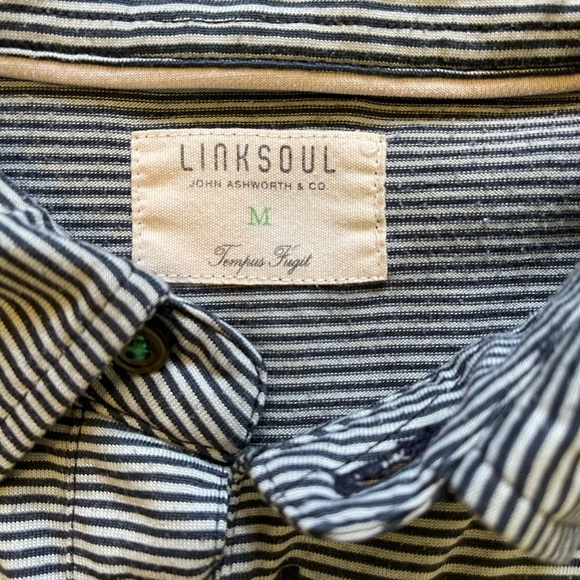 LINKSOUL
JOHN ASHWORTH & CO.
M
Tempus Fugit